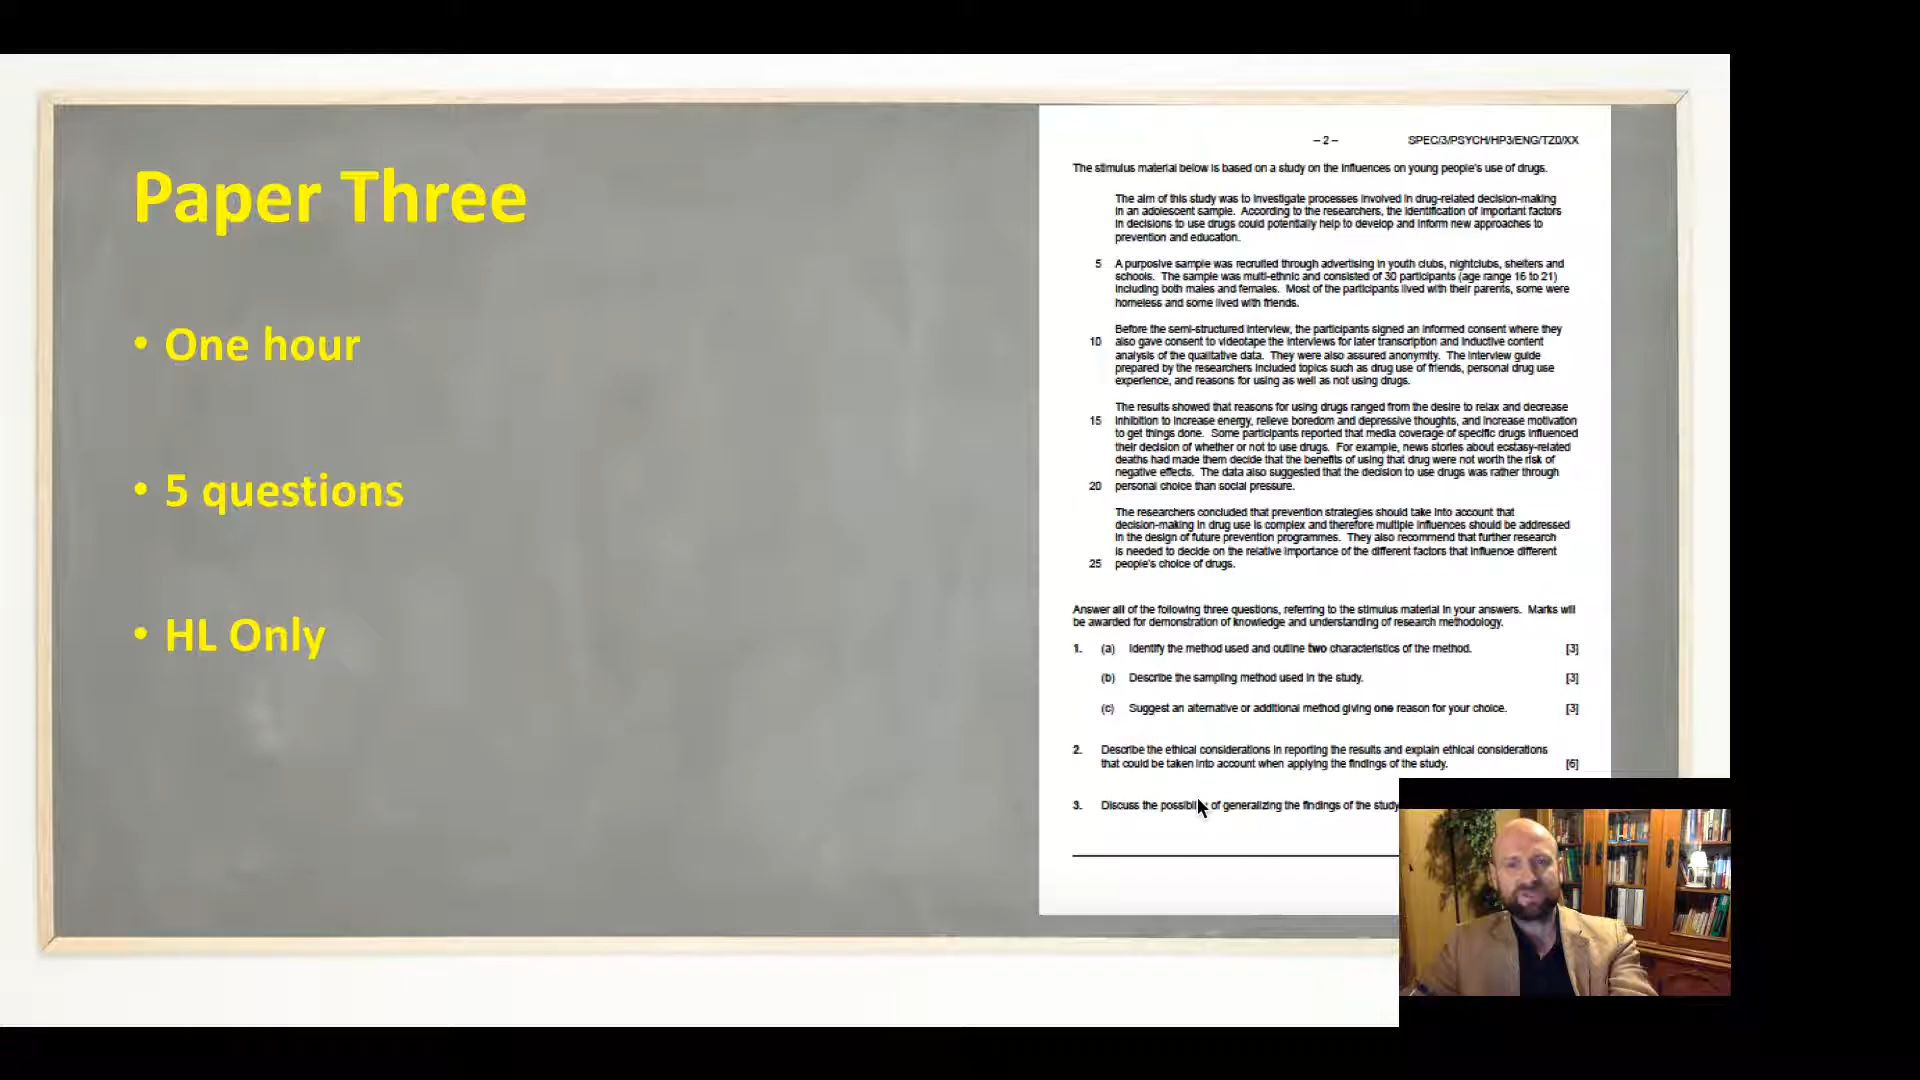 Paper Three
• One hour
• 5 questions
• HL Only
– 2 –
SPEC/3/PSYCH/HP3/ENG/TZ0/XX
The stimulus material below is based on a study on the influences on young people's use of drugs.
The aim of this study was to investigate processes involved in drug-related decision-making
in an adolescent sample. According to the researchers, the identification of important factors
in decisions to use drugs could potentially help to develop and inform new approaches to
prevention and education.
5 A purposive sample was recruited through advertising in youth clubs, nightclubs, shelters and
schools. The sample was multi-ethnic and consisted of 30 participants (age range 16 to 21)
including both males and females. Most of the participants lived with their parents, some were
homeless and some lived with friends.
Before the semi-structured interview, the participants signed an informed consent where they
10 also gave consent to videotape the interviews for later transcription and inductive content
analysis of the qualitative data. They were also assured anonymity. The interview guide
prepared by the researchers included topics such as drug use of friends, personal drug use
experience, and reasons for using as well as not using drugs.
The results showed that reasons for using drugs ranged from the desire to relax and decrease
15 inhibition to increase energy, relieve boredom and depressive thoughts, and increase motivation
to get things done. Some participants reported that media coverage of specific drugs influenced
their decision of whether or not to use drugs. For example, news stories about ecstasy-related
deaths had made them decide that the benefits of using that drug were not worth the risk of
negative effects. The data also suggested that the decision to use drugs was rather through
20 personal choice than social pressure.
The researchers concluded that prevention strategies should take into account that
decision-making in drug use is complex and therefore multiple influences should be addressed
in the design of future prevention programmes. They also recommend that further research
is needed to decide on the relative importance of the different factors that influence different
25 people's choice of drugs.
Answer all of the following three questions, referring to the stimulus material in your answers. Marks will
be awarded for demonstration of knowledge and understanding of research methodology.
1. (a) Identify the method used and outline two characteristics of the method. [3]
(b) Describe the sampling method used in the study. [3]
(c) Suggest an alternative or additional method giving one reason for your choice. [3]
2. Describe the ethical considerations in reporting the results and explain ethical considerations
that could be taken into account when applying the findings of the study. [6]
3. Discuss the possibility of generalizing the findings of the study